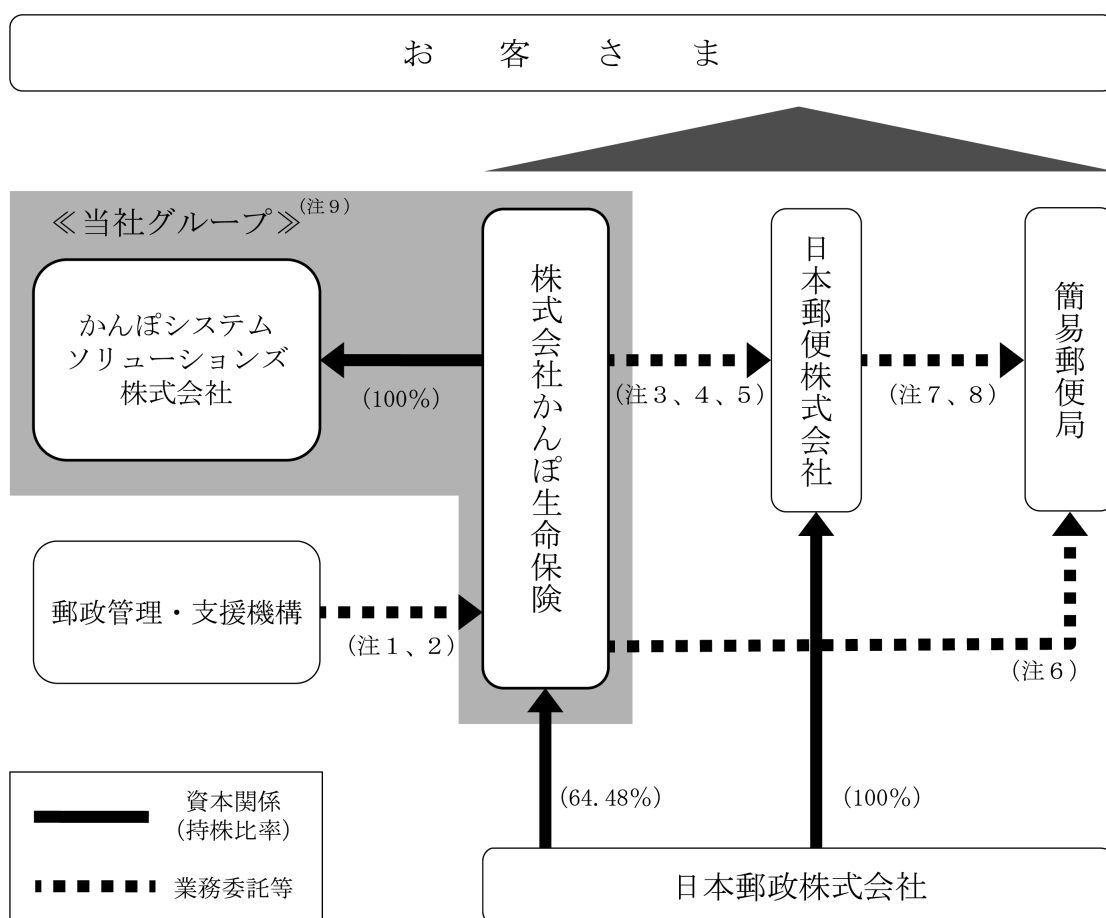 お客さま
≪当社グループ≫(注9)
かんぽシステム
ソリューションズ
株式会社
(100%)
株式会社かんぽ生命保険
(注3、4、5)
日本郵便株式会社
(注7、8)
簡易郵便局
郵政管理・支援機構
(注1、2)
(注6)
(64.48%)
(100%)
資本関係
(持株比率)
業務委託等
日本郵政株式会社